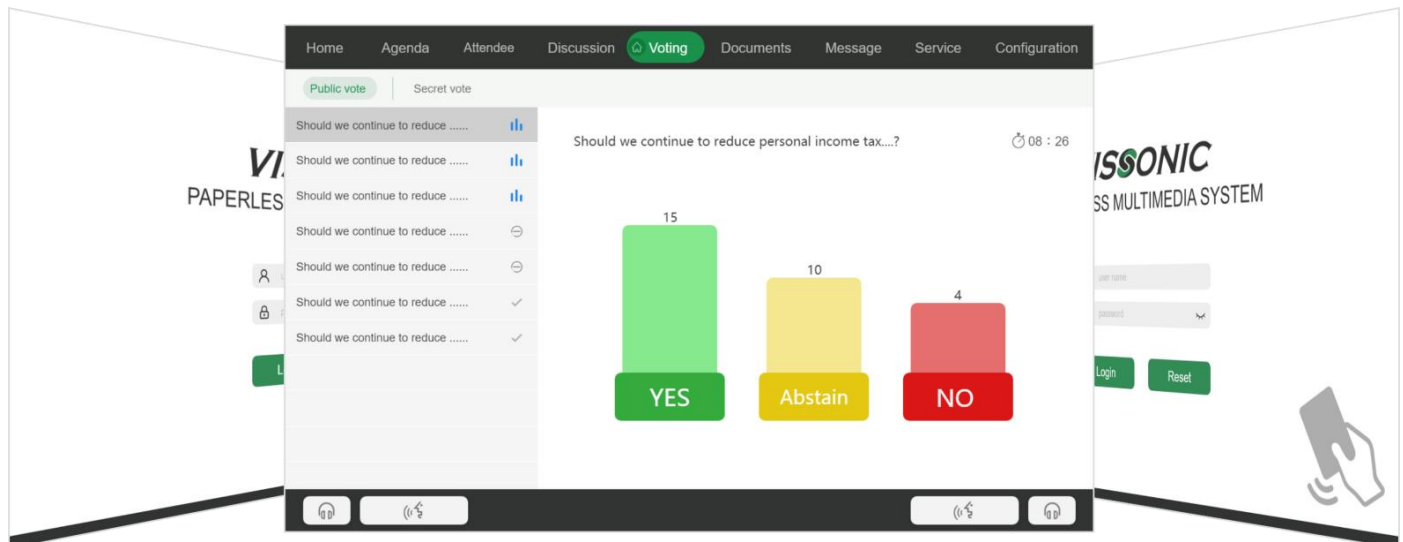 Home Agenda Attendee Discussion Voting Documents Message Service Configuration
Public vote Secret vote
Should we continue to reduce ......
Should we continue to reduce ......
Should we continue to reduce ......
Should we continue to reduce ......
Should we continue to reduce ......
Should we continue to reduce ......
Should we continue to reduce ......
Should we continue to reduce personal income tax....?
08 : 26
15
10
4
YES
Abstain
NO
VI
PAPERLES
L
ISSONIC
SS MULTIMEDIA SYSTEM
user name
password
Login Reset